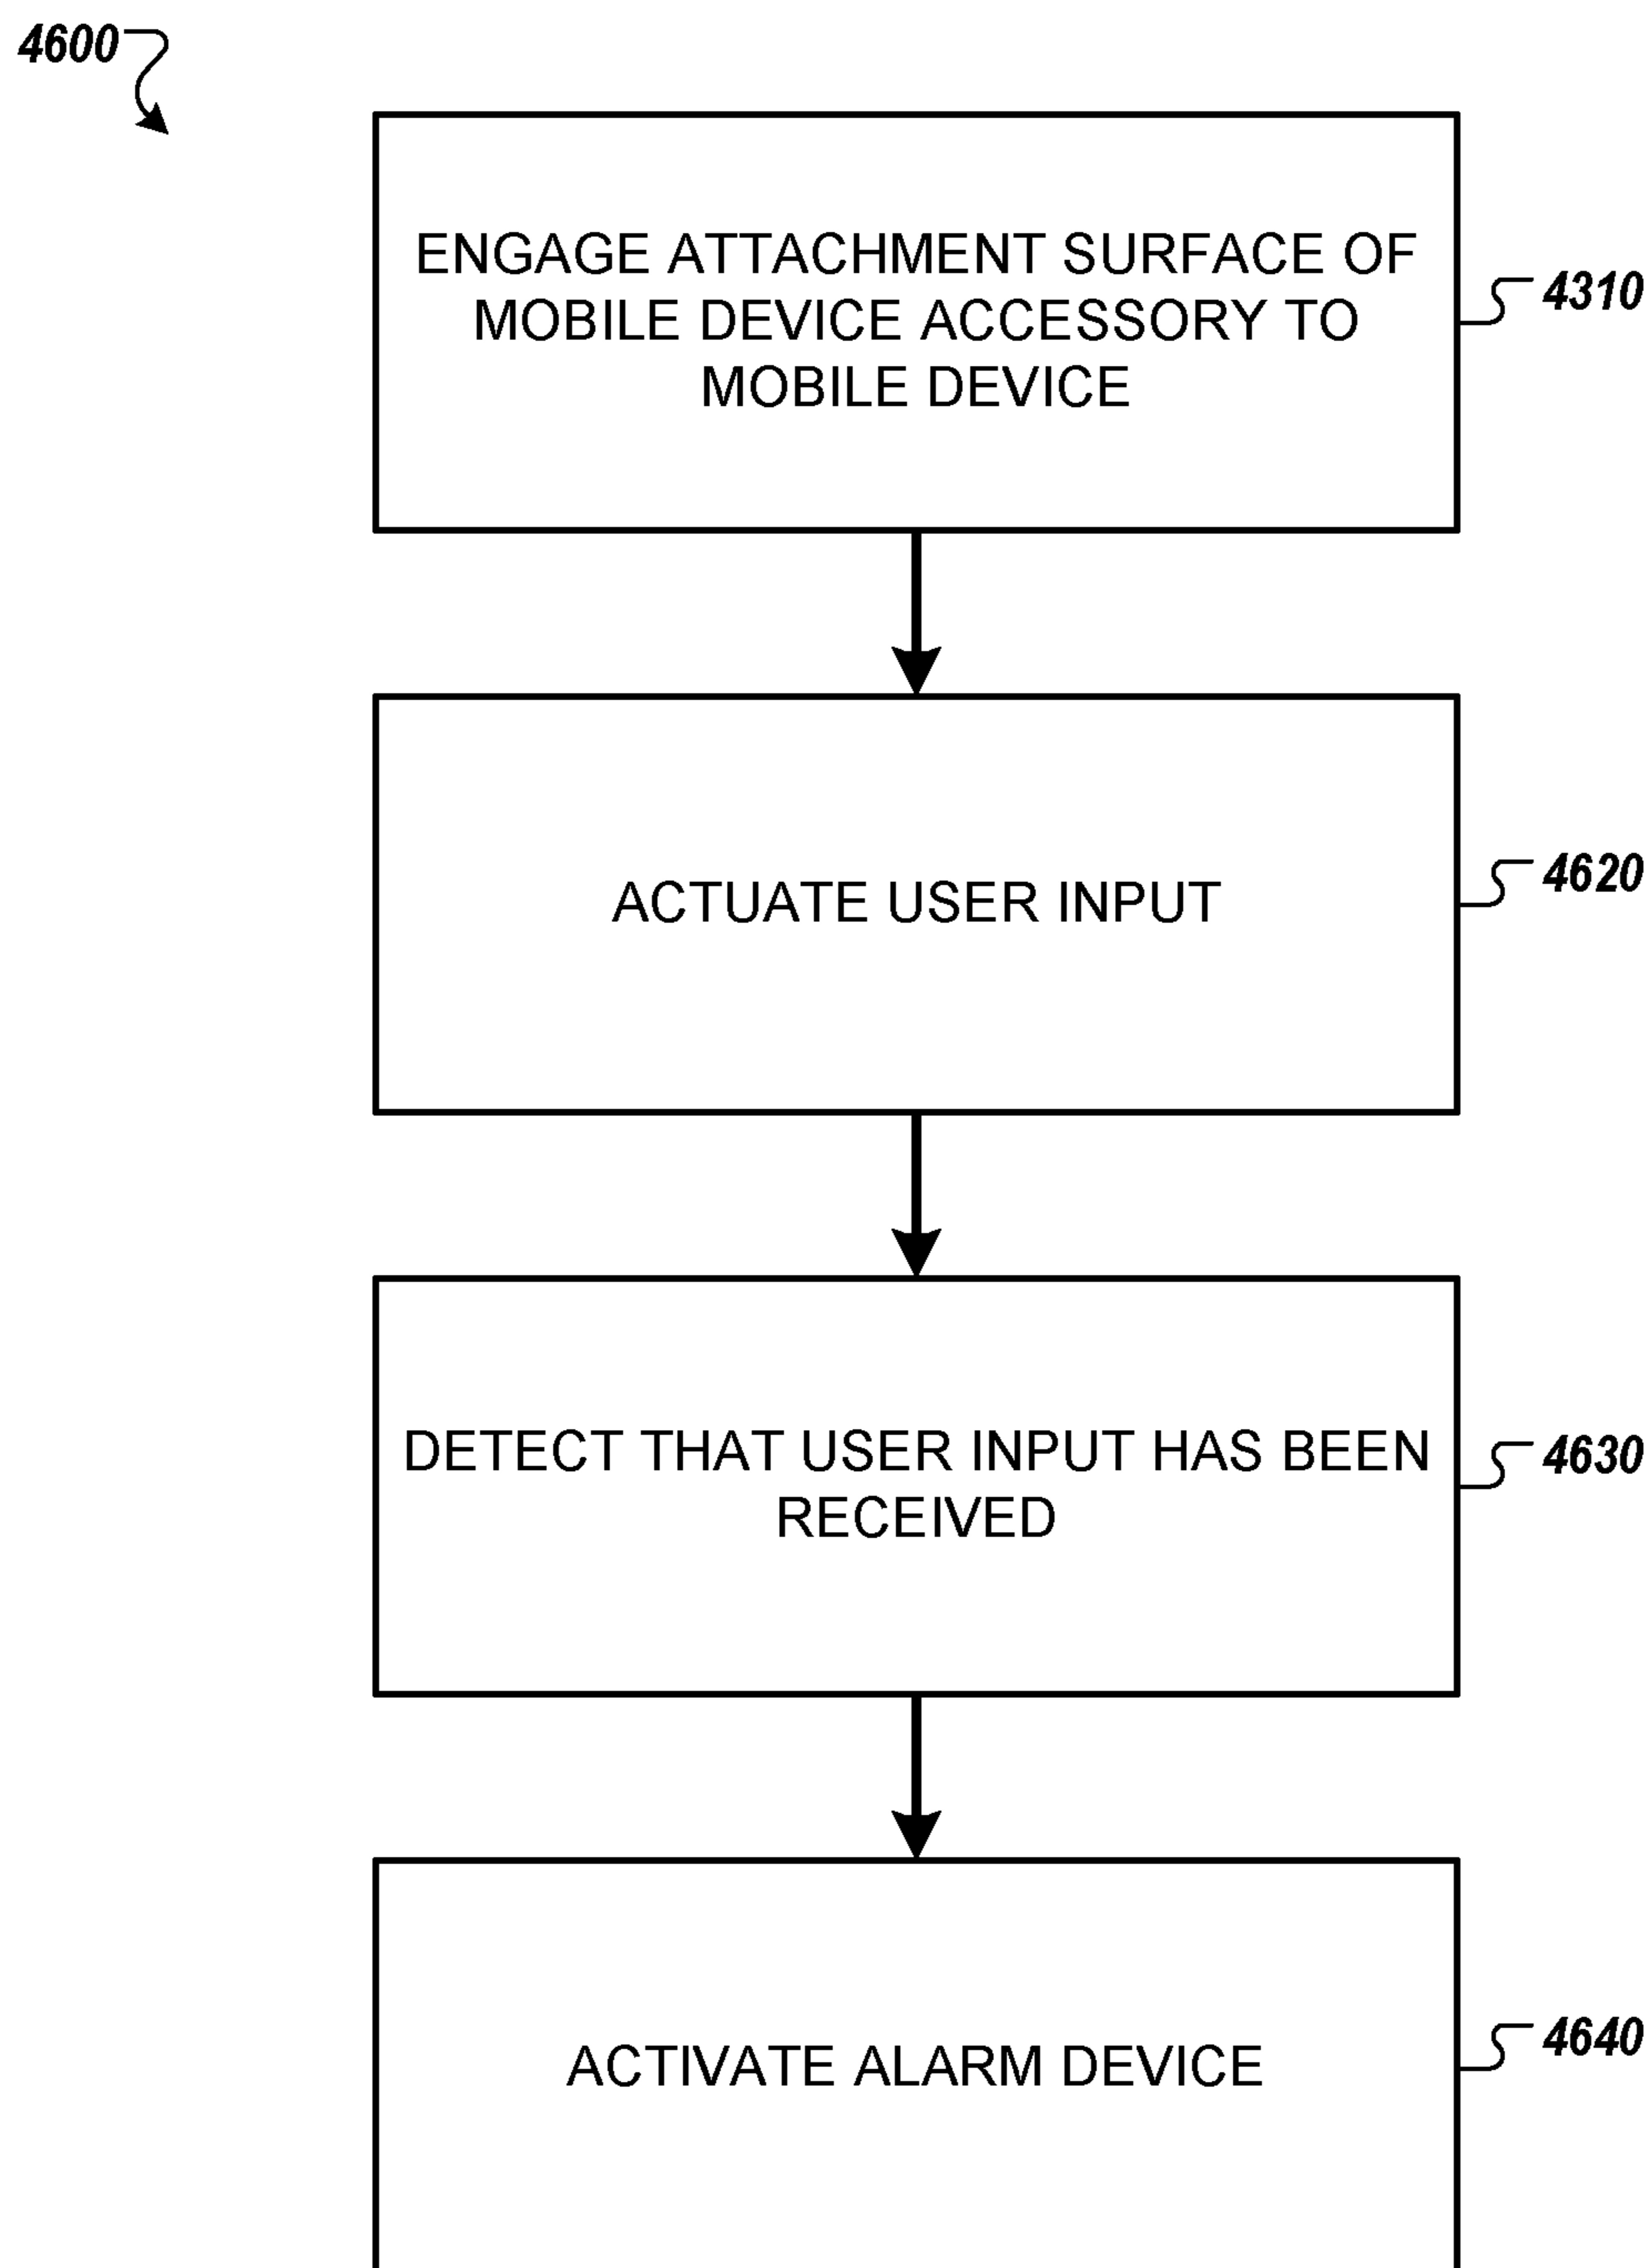 4600
ENGAGE ATTACHMENT SURFACE OF
MOBILE DEVICE ACCESSORY TO
MOBILE DEVICE
4310
ACTUATE USER INPUT
4620
DETECT THAT USER INPUT HAS BEEN
RECEIVED
4630
ACTIVATE ALARM DEVICE
4640